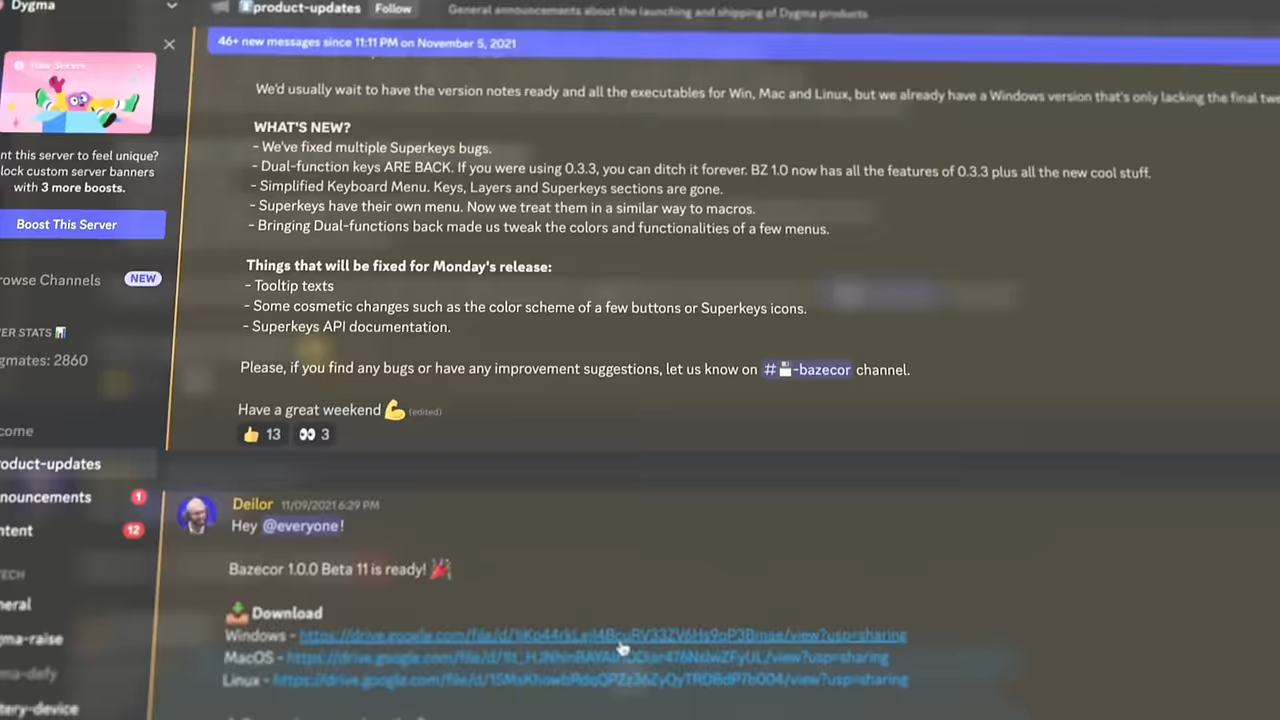 Dygma
product-updates
Follow
General announcements about the launching and shipping of Dygma products
46+ new messages since 11:11 PM on November 5, 2021
We'd usually wait to have the version notes ready and all the executables for Win, Mac and Linux, but we already have a Windows version that's only lacking the final
WHAT'S NEW?
- We've fixed multiple Superkeys bugs.
- Dual-function keys ARE BACK. If you were using 0.3.3, you can ditch it forever. BZ 1.0 now has all the features of 0.3.3 plus all the new cool stuff.
- Simplified Keyboard Menu. Keys, Layers and Superkeys sections are gone.
- Superkeys have their own menu. Now we treat them in a similar way to macros.
- Bringing Dual-functions back made us tweak the colors and functionalities of a few menus.
Things that will be fixed for Monday's release:
- Tooltip texts
- Some cosmetic changes such as the color scheme of a few buttons or Superkeys icons.
- Superkeys API documentation.
Please, if you find any bugs or have any improvement suggestions, let us know on #💾-bazecor channel.
Have a great weekend 💪 (edited)
👍 13 👀 3
Deilor 11/09/2021 6:29 PM
Hey @everyone!
Bazecor 1.0.0 Beta 11 is ready! 🎉
📥 Download
Windows -
MacOS -
Linux -
nt this server to feel unique?
lock custom server banners
with 3 more boosts.
Boost This Server
rowse Channels
NEW
ER STATS 📊
gmates: 2860
come
oduct-updates
nouncements
1
ntent
12
TECH
neral
gma-raise
gma-defy
ttery-device